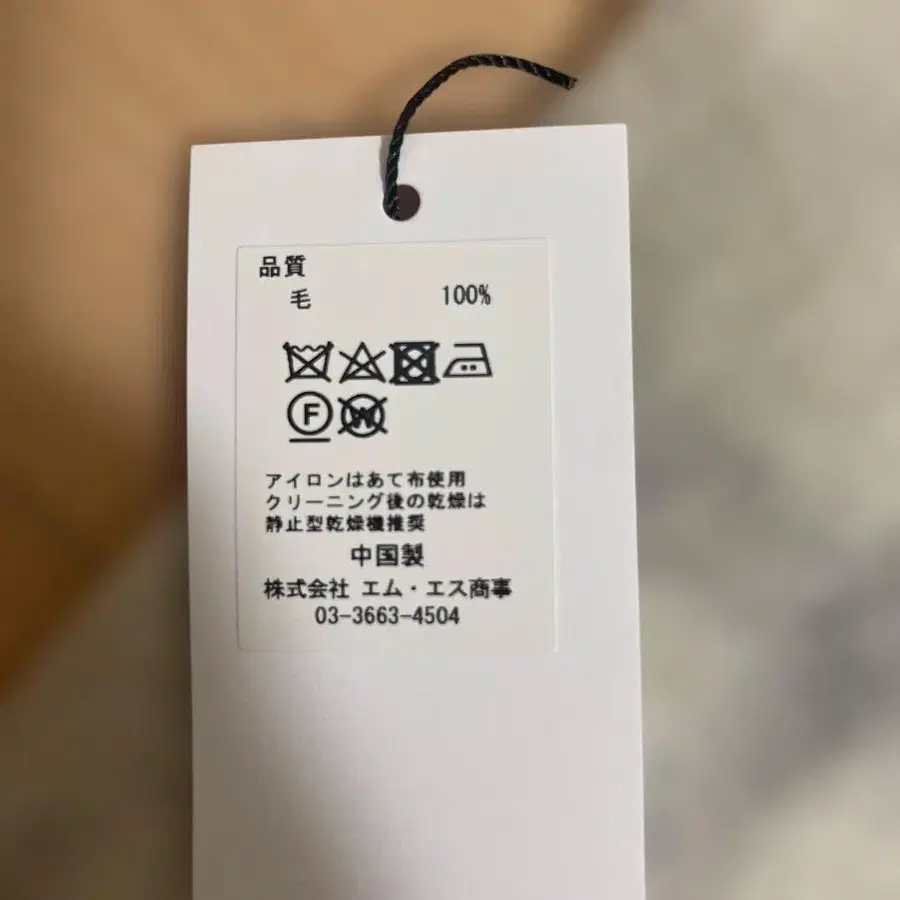 品質
毛 100%
F W
アイロンはあて布使用
クリーニング後の乾燥は
静止型乾燥機推奨
中国製
株式会社 エム・エス商事
03-3663-4504